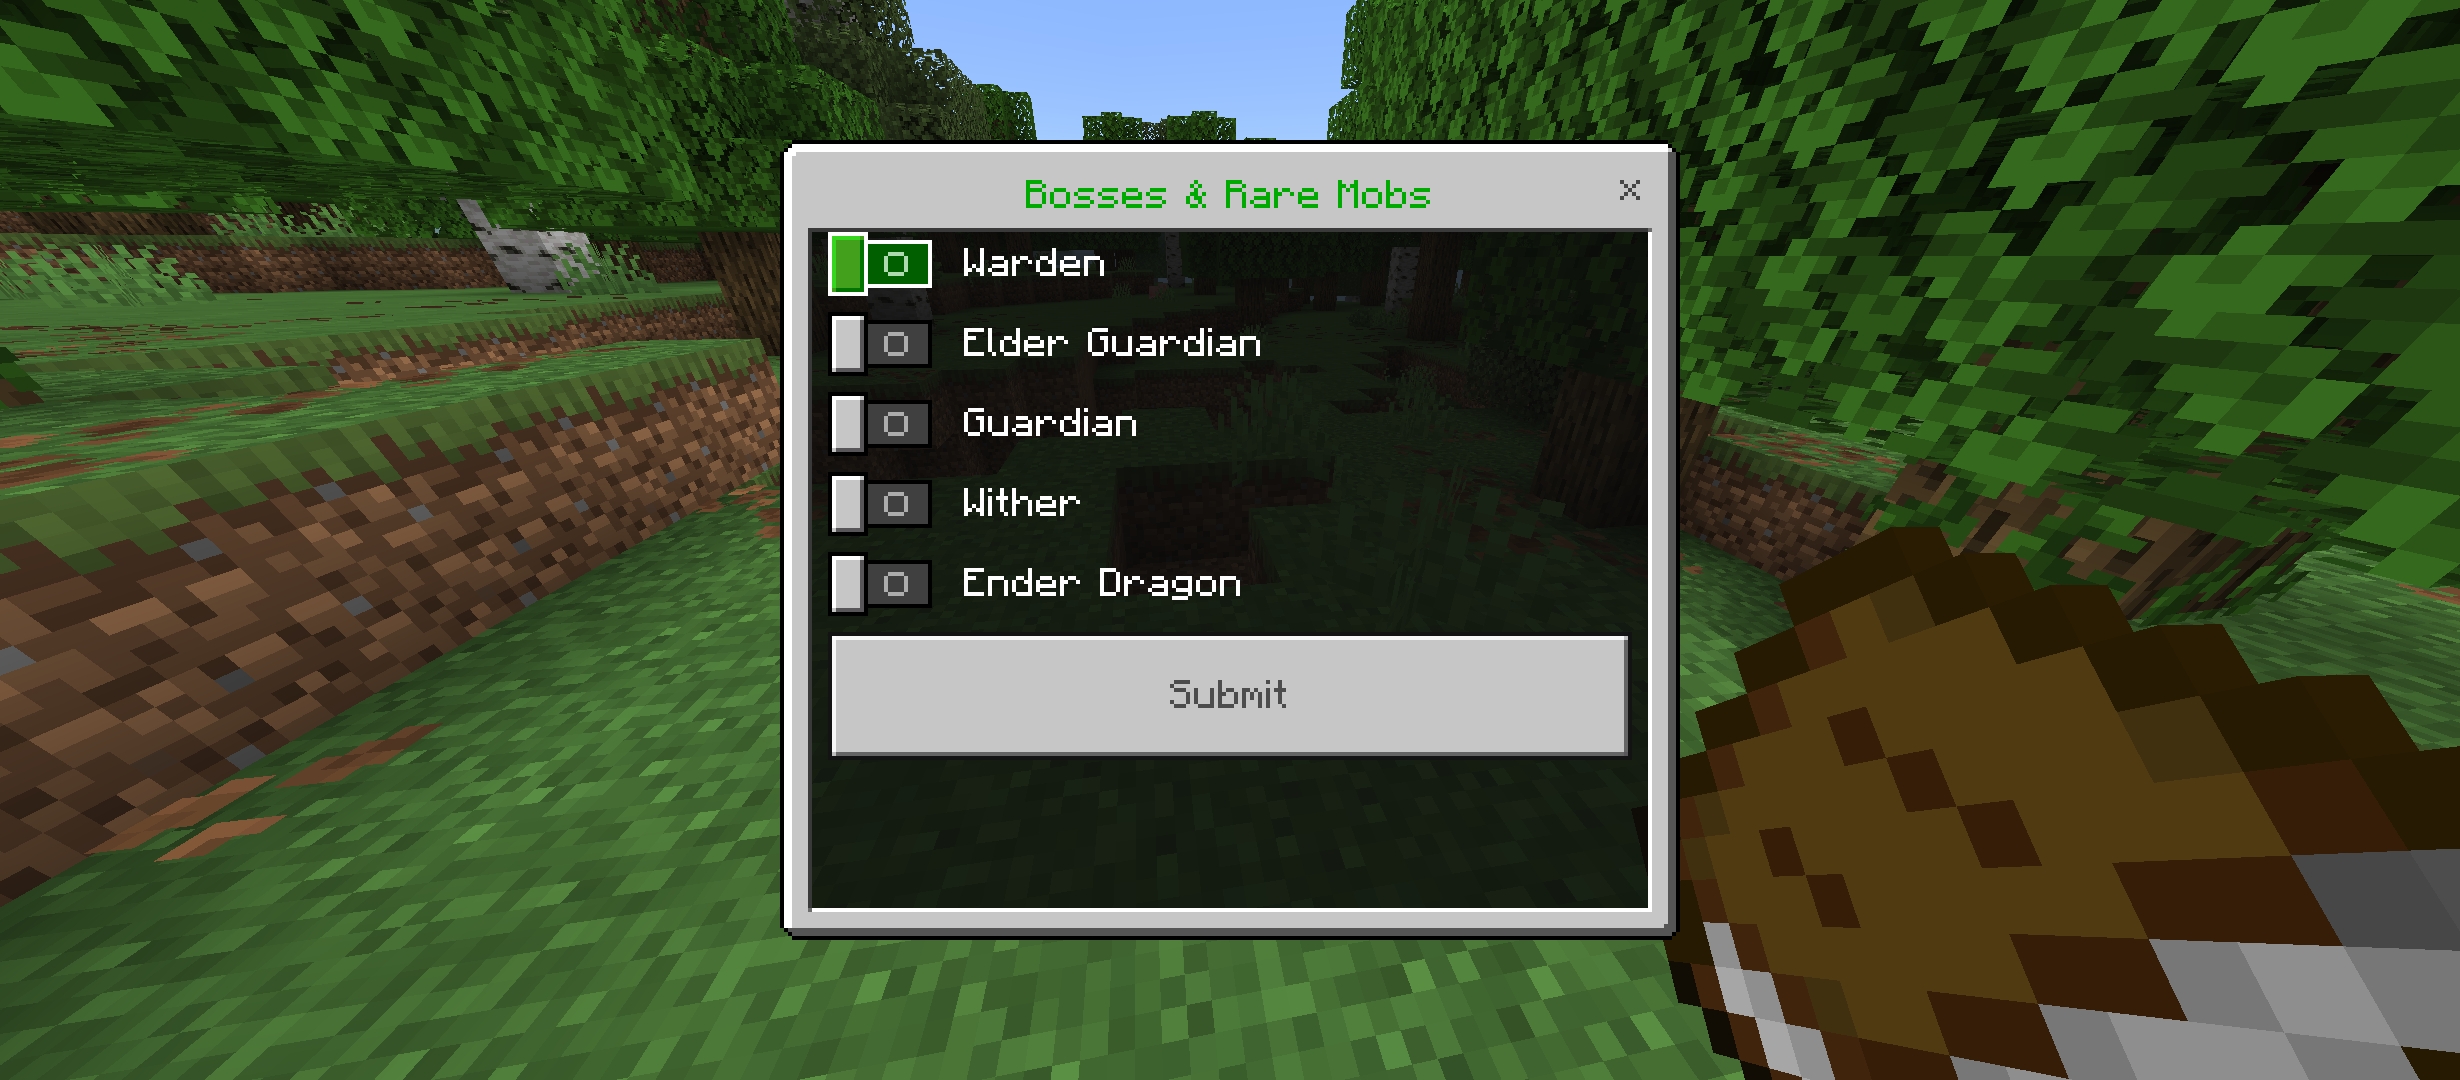 Bosses & Rare Mobs
Warden
Elder Guardian
Guardian
Wither
Ender Dragon
Submit